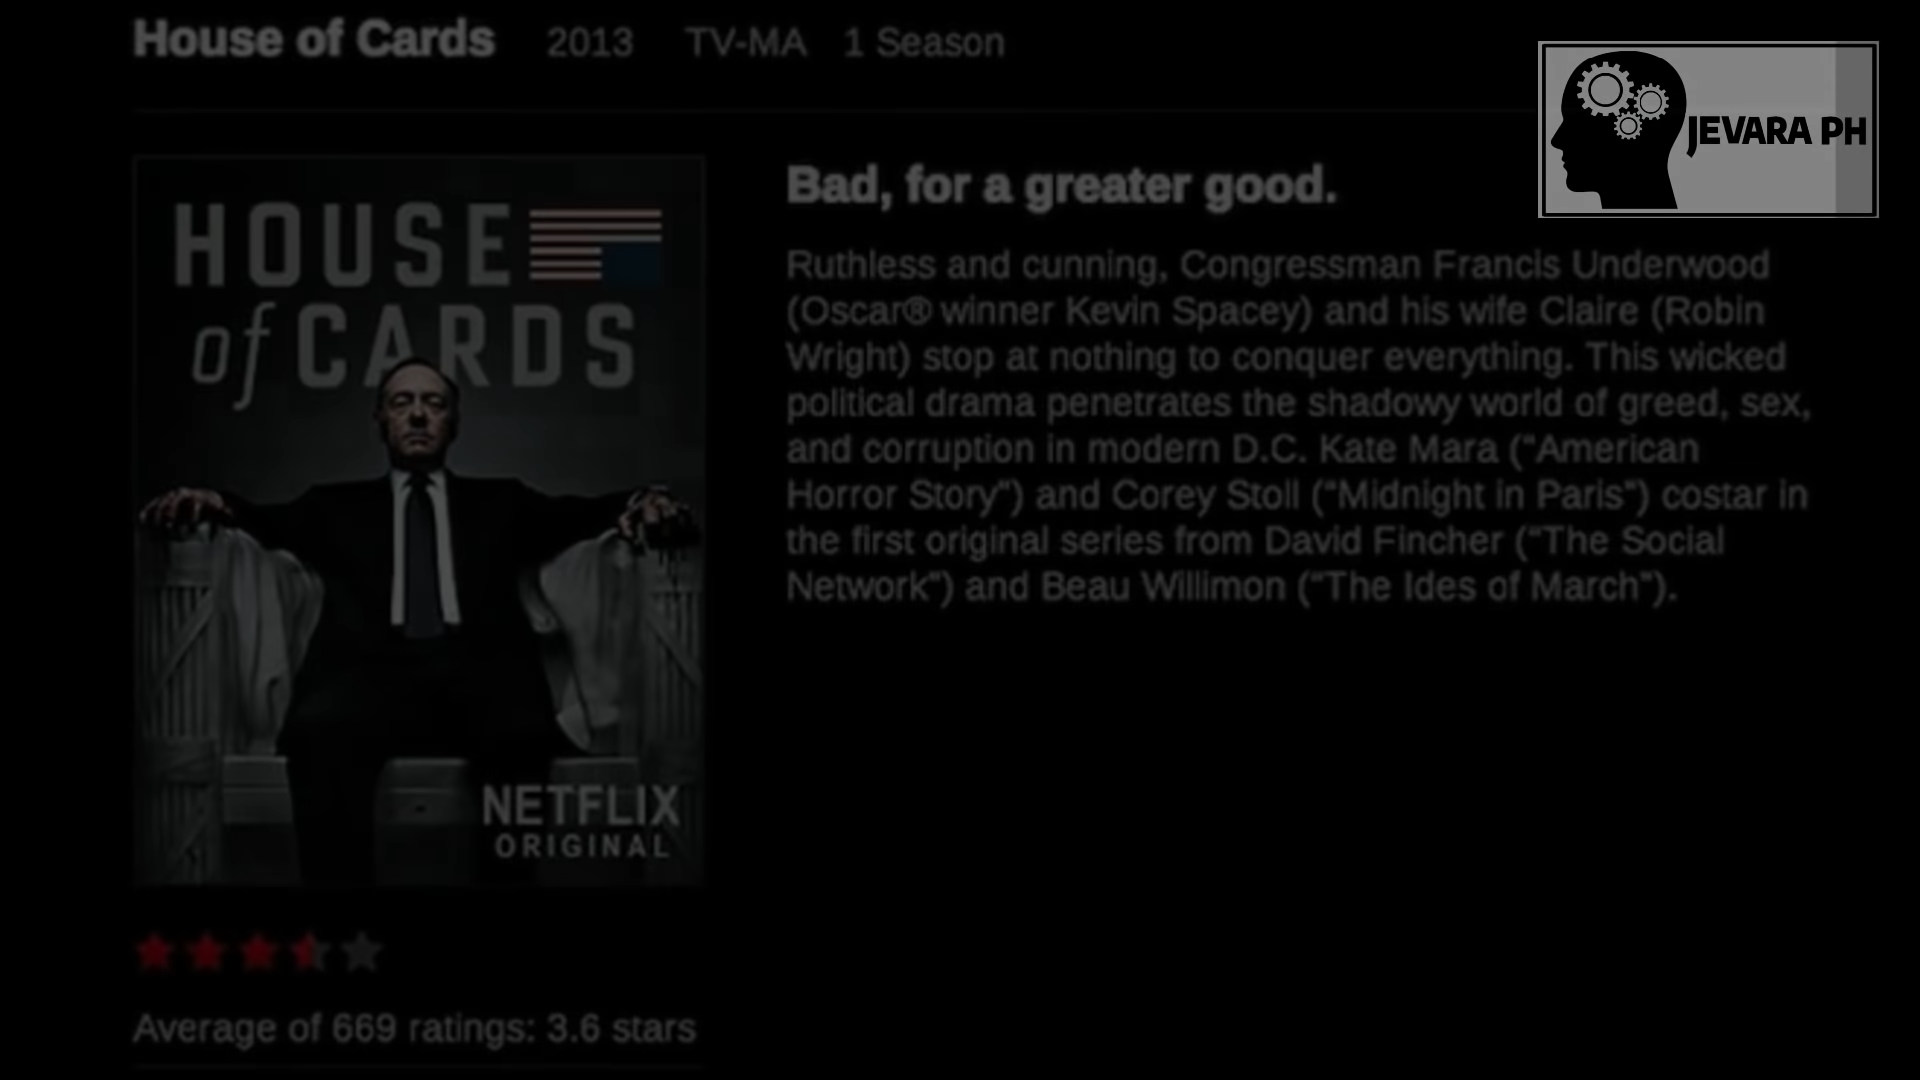 House of Cards 2013 TV-MA 1 Season
JEVARA PH
HOUSE
of CARDS
NETFLIX
ORIGINAL
Bad, for a greater good.
Ruthless and cunning, Congressman Francis Underwood
(Oscar® winner Kevin Spacey) and his wife Claire (Robin
Wright) stop at nothing to conquer everything. This wicked
political drama penetrates the shadowy world of greed, sex,
and corruption in modern D.C. Kate Mara (“American
Horror Story”) and Corey Stoll (“Midnight in Paris”) costar in
the first original series from David Fincher (“The Social
Network”) and Beau Willimon (“The Ides of March”).
Average of 669 ratings: 3.6 stars